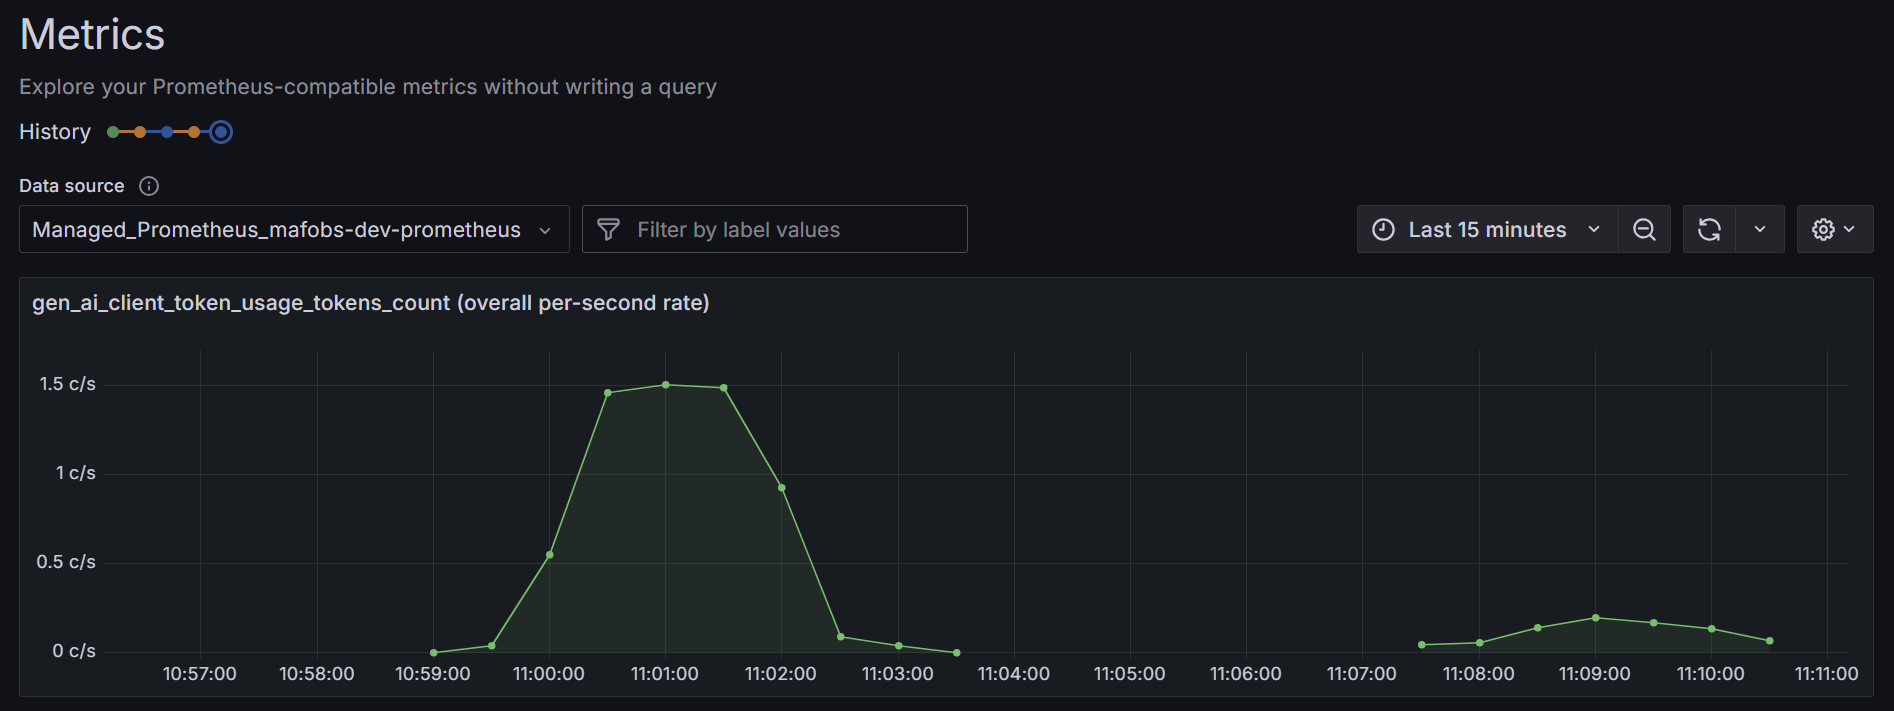 Metrics
Explore your Prometheus-compatible metrics without writing a query
History
Data source
Managed_Prometheus_mafobs-dev-prometheus
Filter by label values
Last 15 minutes
gen_ai_client_token_usage_tokens_count (overall per-second rate)
1.5 c/s
1 c/s
0.5 c/s
0 c/s
10:57:00 10:58:00 10:59:00 11:00:00 11:01:00 11:02:00 11:03:00 11:04:00 11:05:00 11:06:00 11:07:00 11:08:00 11:09:00 11:10:00 11:11:00